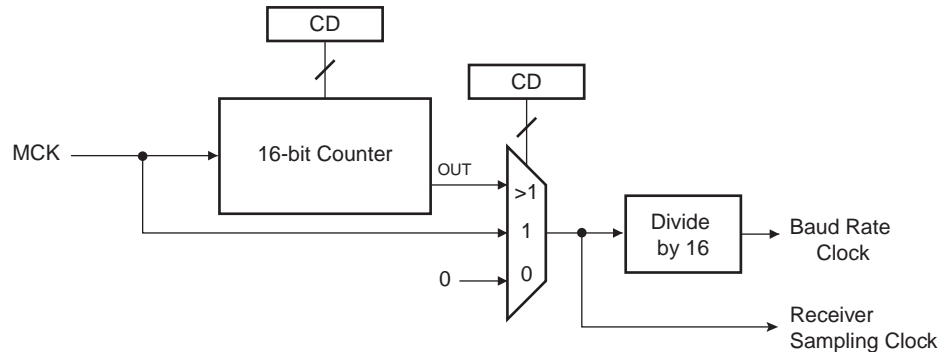 CD
CD
MCK
16-bit Counter
OUT
>1
1
0
0
Divide
by 16
Baud Rate
Clock
Receiver
Sampling Clock